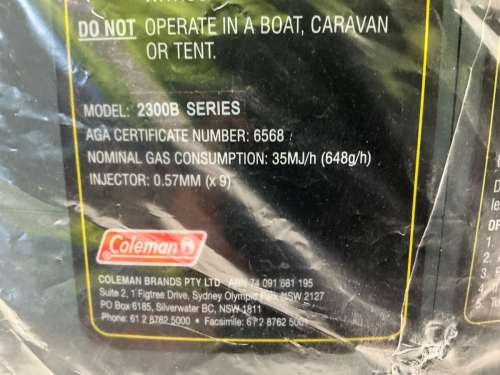 DO NOT OPERATE IN A BOAT, CARAVAN
OR TENT.
MODEL: 2300B SERIES
AGA CERTIFICATE NUMBER: 6568
NOMINAL GAS CONSUMPTION: 35MJ/h (648g/h)
INJECTOR: 0.57MM (x 9)
Coleman
COLEMAN BRANDS PTY LTD ABN 74 091 681 195
Suite 2, 1 Figtree Drive, Sydney Olympic Park NSW 2127
PO Box 6185, Silverwater BC, NSW 1811
Phone: 61 2 8762 5000 • Facsimile: 61 2 8762 5001